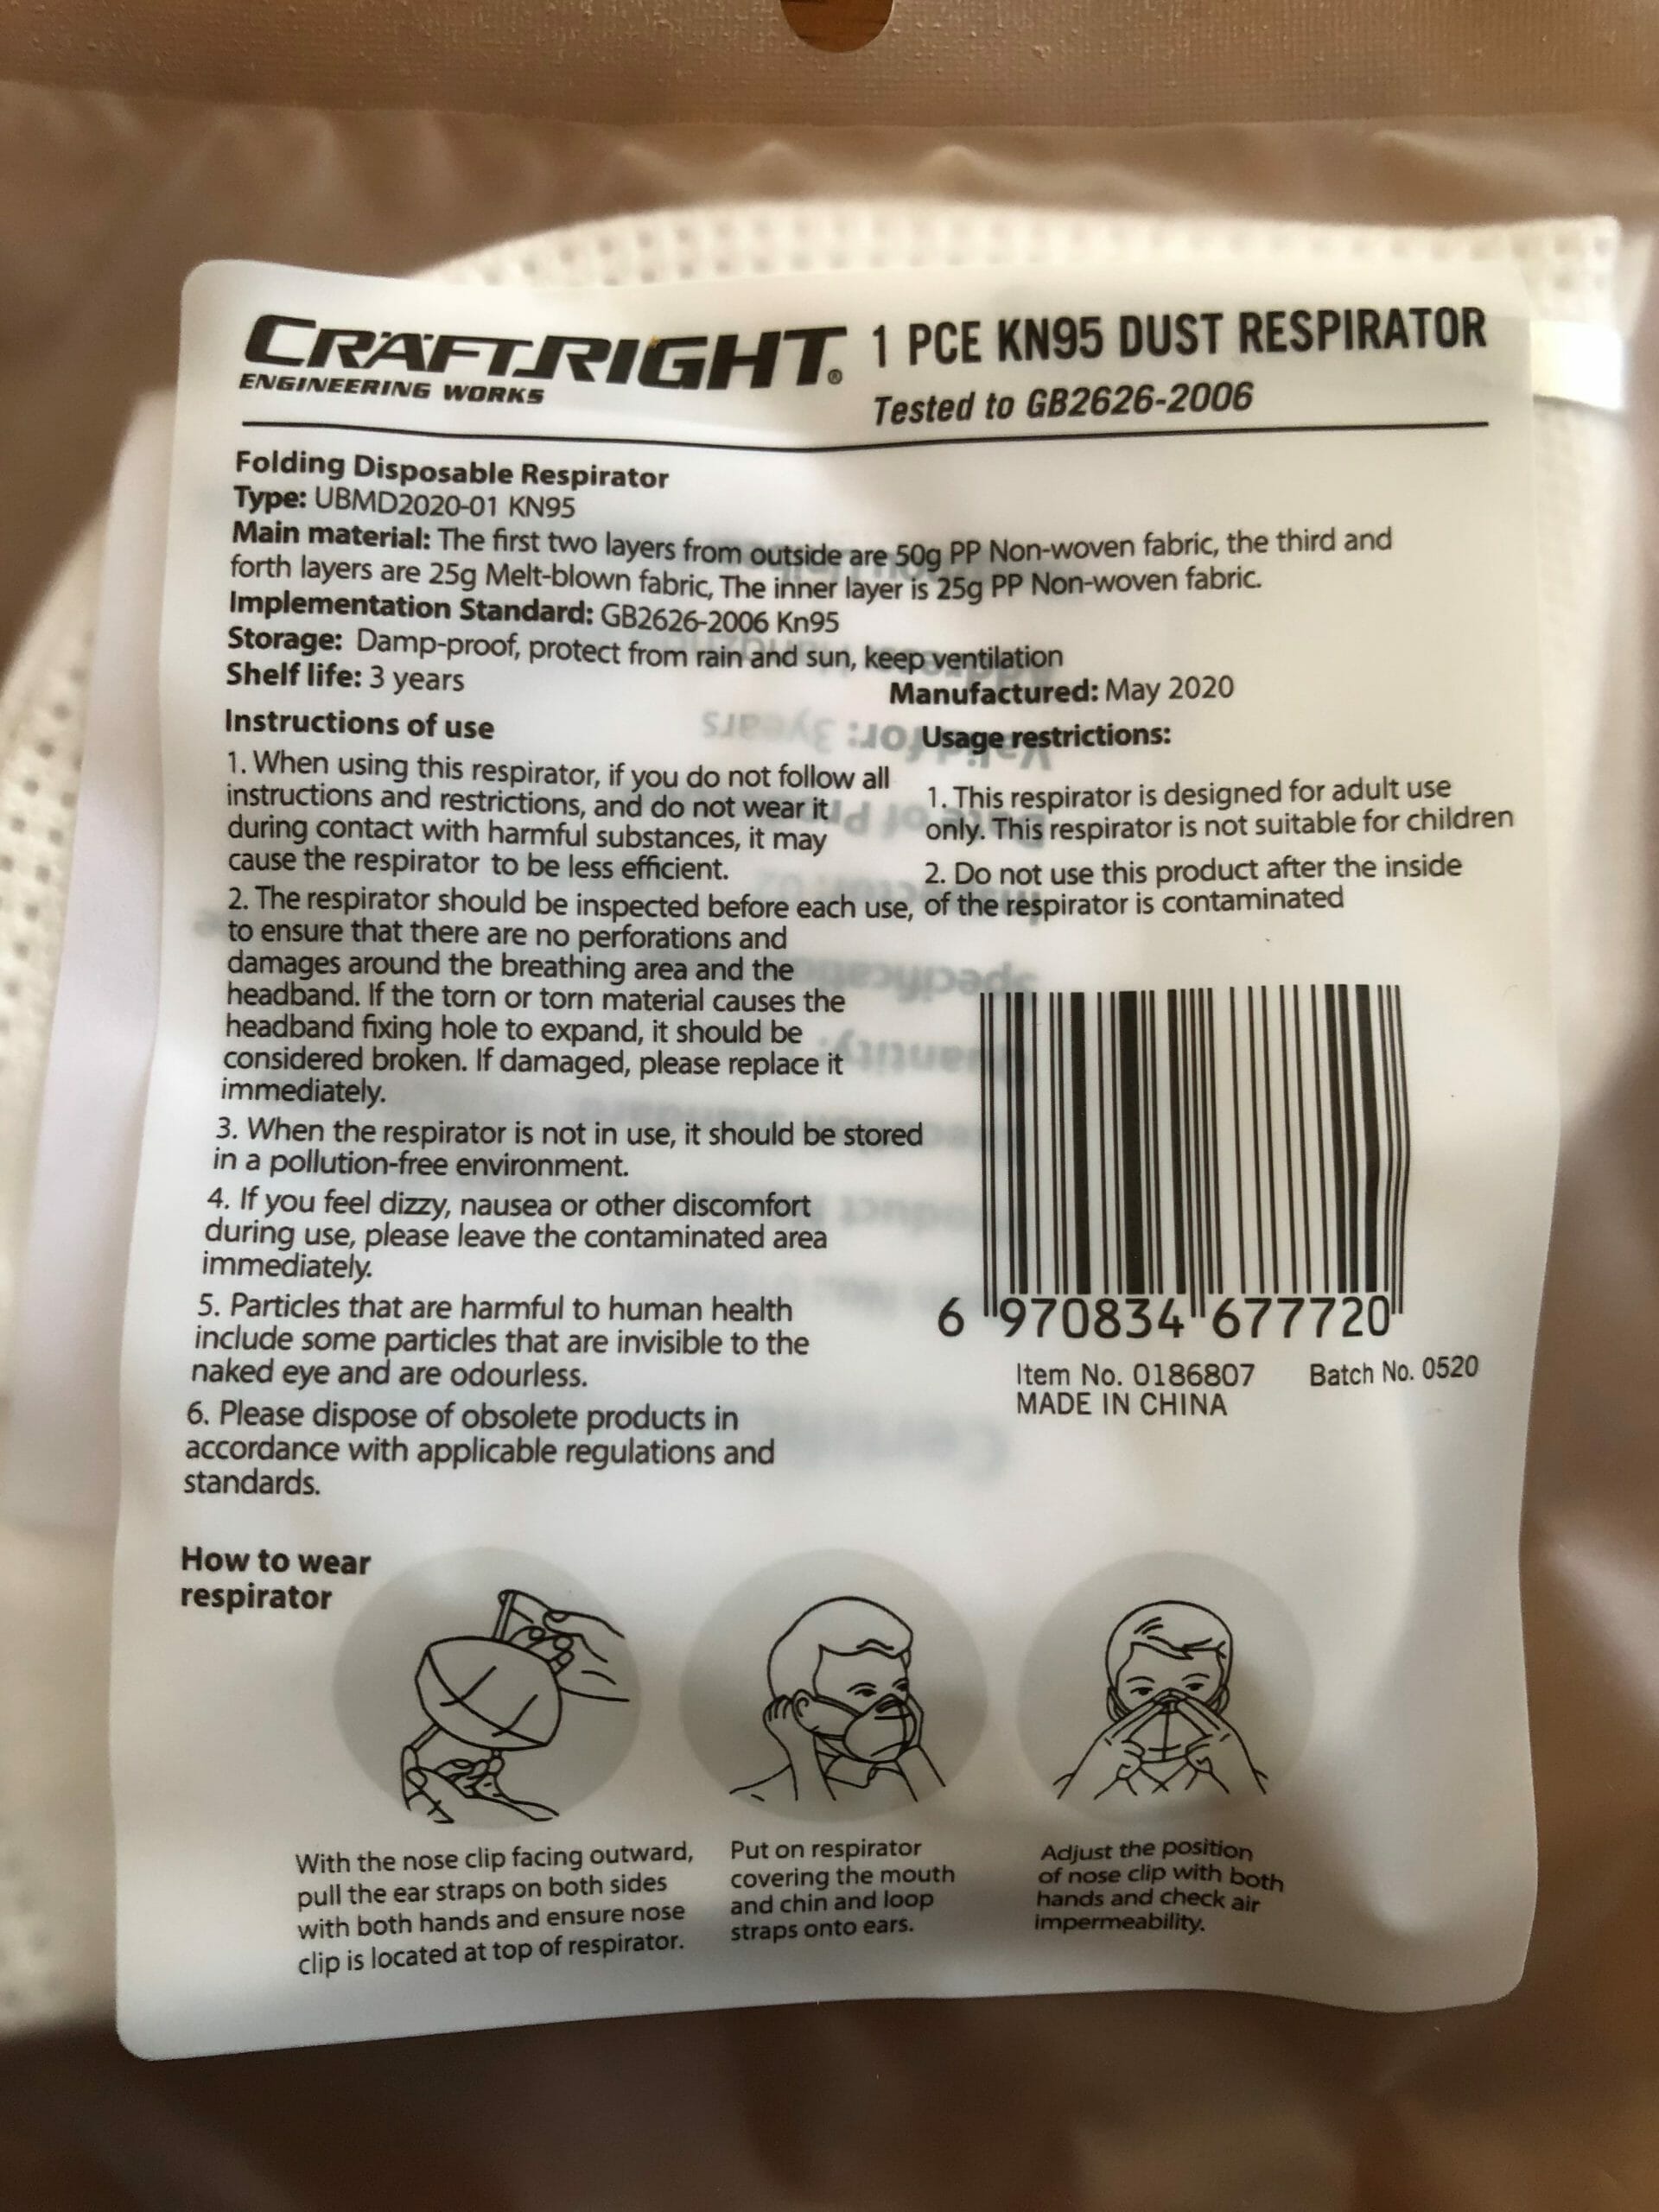 CRAFTRIGHT®
ENGINEERING WORKS
1 PCE KN95 DUST RESPIRATOR
Tested to GB2626-2006
Folding Disposable Respirator
Type: UBMD2020-01 KN95
Main material: The first two layers from outside are 50g PP Non-woven fabric, the third and
forth layers are 25g Melt-blown fabric, The inner layer is 25g PP Non-woven fabric.
Implementation Standard: GB2626-2006 Kn95
Storage: Damp-proof, protect from rain and sun, keep ventilation
Shelf life: 3 years
Manufactured: May 2020
Instructions of use
1. When using this respirator, if you do not follow all
instructions and restrictions, and do not wear it
during contact with harmful substances, it may
cause the respirator to be less efficient.
2. The respirator should be inspected before each use,
to ensure that there are no perforations and
damages around the breathing area and the
headband. If the torn or torn material causes the
headband fixing hole to expand, it should be
considered broken. If damaged, please replace it
immediately.
3. When the respirator is not in use, it should be stored
in a pollution-free environment.
4. If you feel dizzy, nausea or other discomfort
during use, please leave the contaminated area
immediately.
5. Particles that are harmful to human health
include some particles that are invisible to the
naked eye and are odourless.
6. Please dispose of obsolete products in
accordance with applicable regulations and
standards.
Usage restrictions:
1. This respirator is designed for adult use
only. This respirator is not suitable for children
2. Do not use this product after the inside
of the respirator is contaminated
6 970834 677720
Item No. 0186807 Batch No. 0520
MADE IN CHINA
How to wear
respirator
With the nose clip facing outward,
pull the ear straps on both sides
with both hands and ensure nose
clip is located at top of respirator.
Put on respirator
covering the mouth
and chin and loop
straps onto ears.
Adjust the position
of nose clip with both
hands and check air
impermeability.